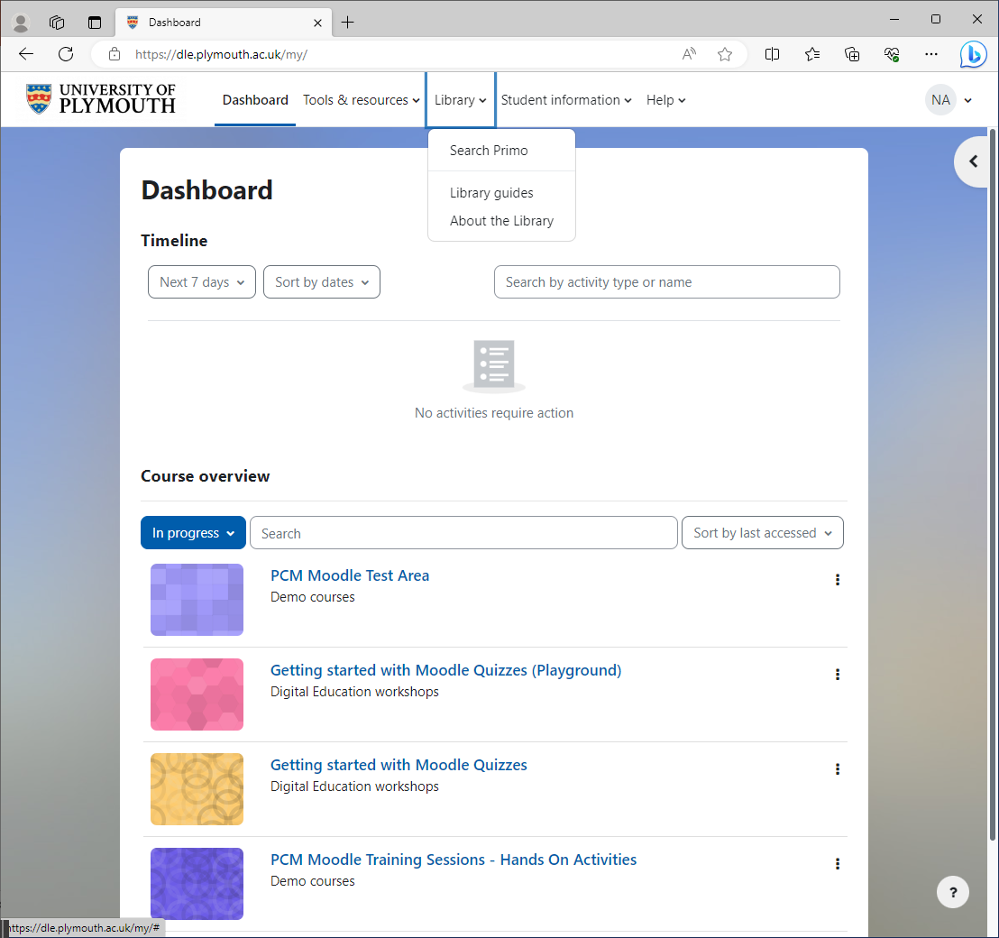 Dashboard
https://dle.plymouth.ac.uk/my/
UNIVERSITY OF
PLYMOUTH
Dashboard
Tools & resources
Library
Student information
Help
NA
Search Primo
Library guides
About the Library
Dashboard
Timeline
Next 7 days
Sort by dates
Search by activity type or name
No activities require action
Course overview
In progress
Search
Sort by last accessed
PCM Moodle Test Area
Demo courses
Getting started with Moodle Quizzes (Playground)
Digital Education workshops
Getting started with Moodle Quizzes
Digital Education workshops
PCM Moodle Training Sessions - Hands On Activities
Demo courses
?
https://dle.plymouth.ac.uk/my/#